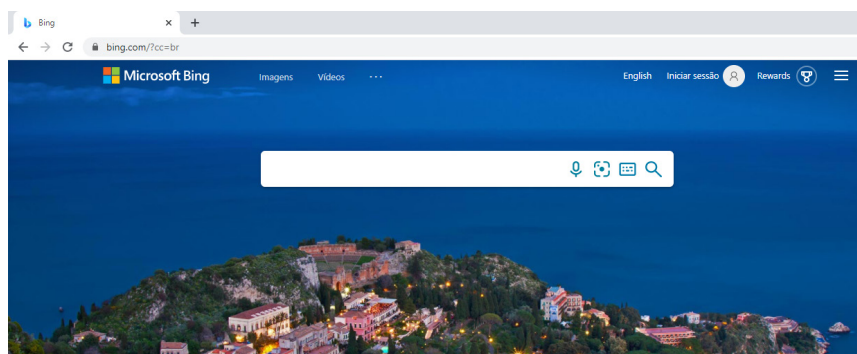 Bing
bing.com/?cc=br
Microsoft Bing Imagens Vídeos ... English Iniciar sessão Rewards